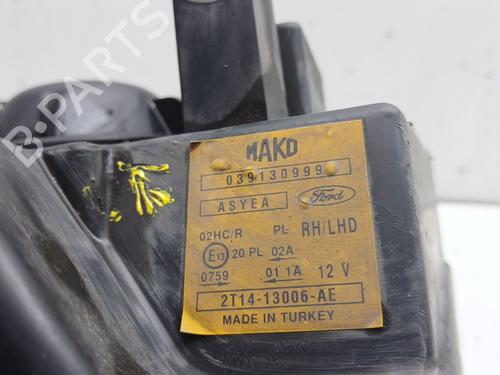 B-PARTS
MAKO
039130999
ASYEA Ford
02HC/R PL RH/LHD
E13 20 PL 02A
0759 01 1A 12 V
2T14-13006-AE
MADE IN TURKEY